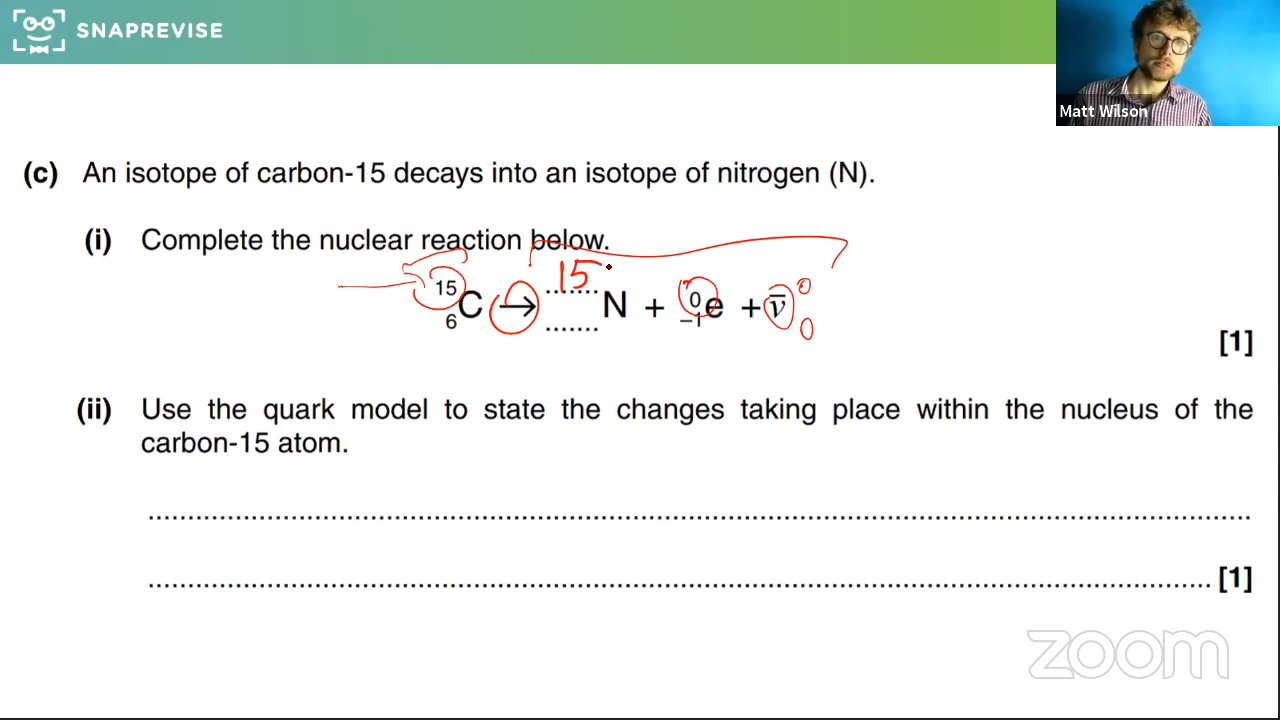 SNAPREVISE
Matt Wilson
(c) An isotope of carbon-15 decays into an isotope of nitrogen (N).
(i) Complete the nuclear reaction below.
15 6 C → 15 ....... ....... N + 0 -1 e + ν̄ 0 0
[1]
(ii) Use the quark model to state the changes taking place within the nucleus of the
carbon-15 atom.
[1]
zoom